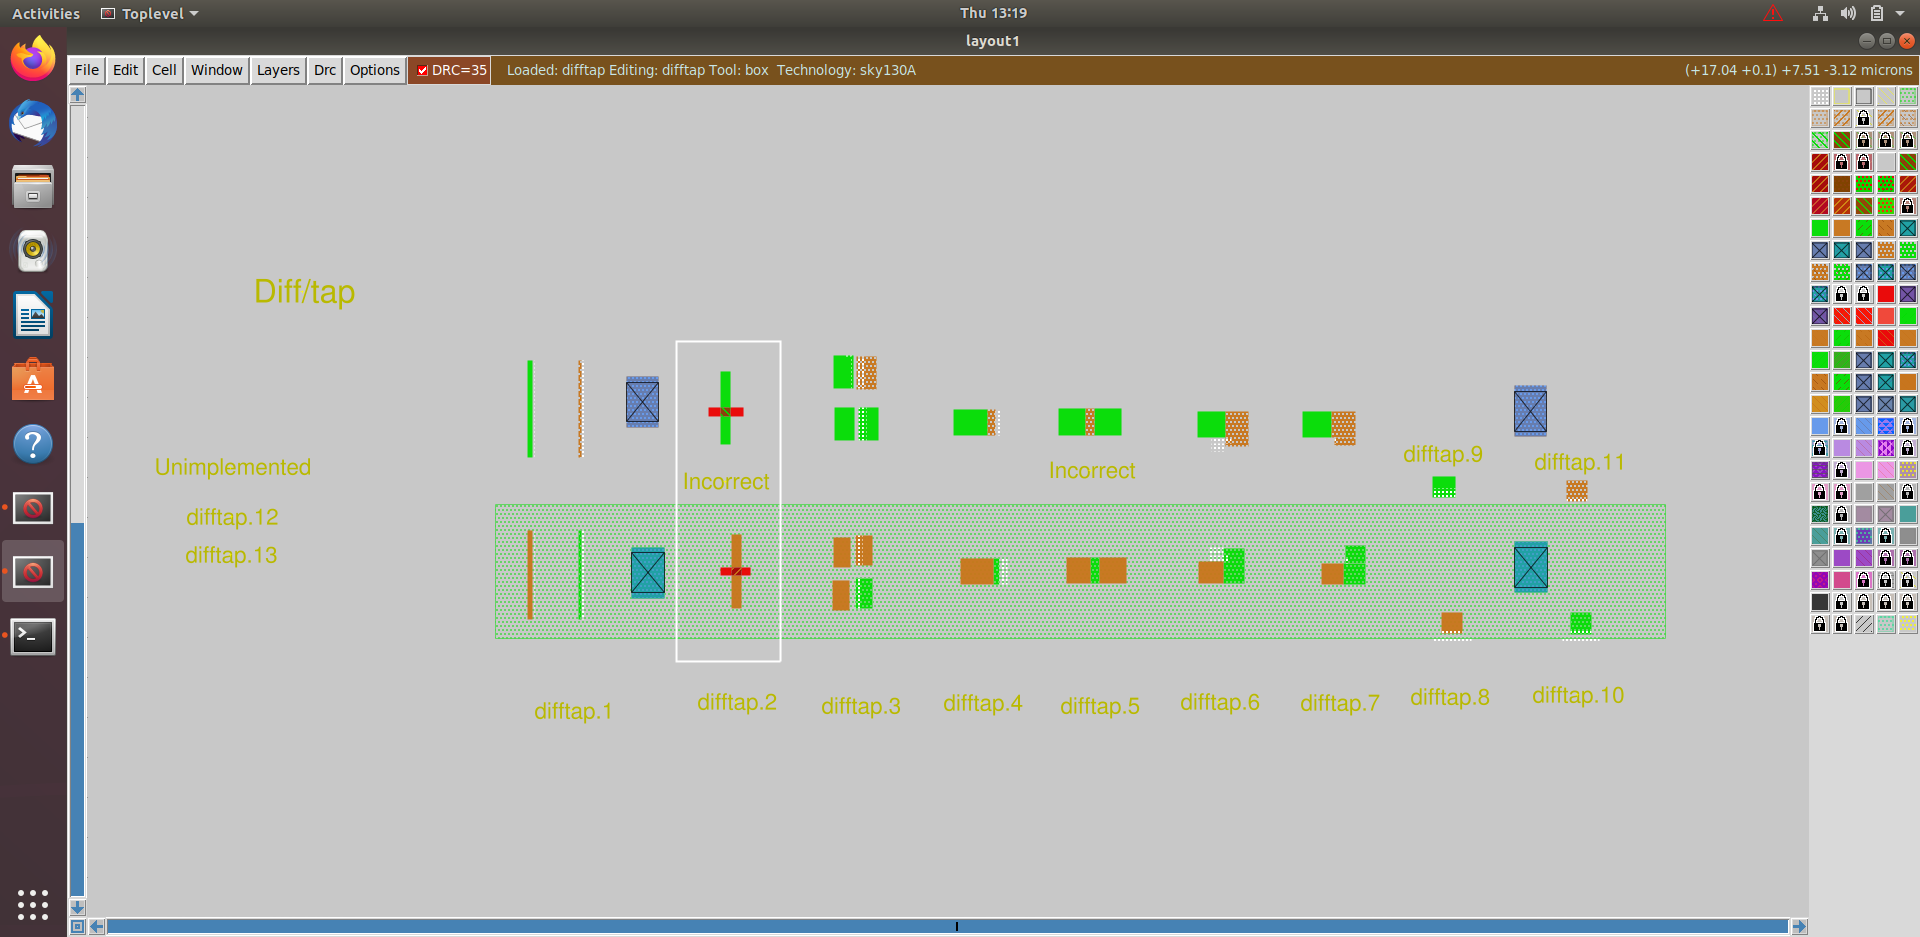 Activities
Toplevel
Thu 13:19
layout1
File Edit Cell Window Layers Drc Options DRC=35 Loaded: difftap Editing: difftap Tool: box Technology: sky130A (+17.04 +0.1) +7.51 -3.12 microns
Diff/tap
Unimplemented
difftap.12
difftap.13
Incorrect
Incorrect
difftap.9
difftap.11
difftap.1
difftap.2
difftap.3
difftap.4
difftap.5
difftap.6
difftap.7
difftap.8
difftap.10